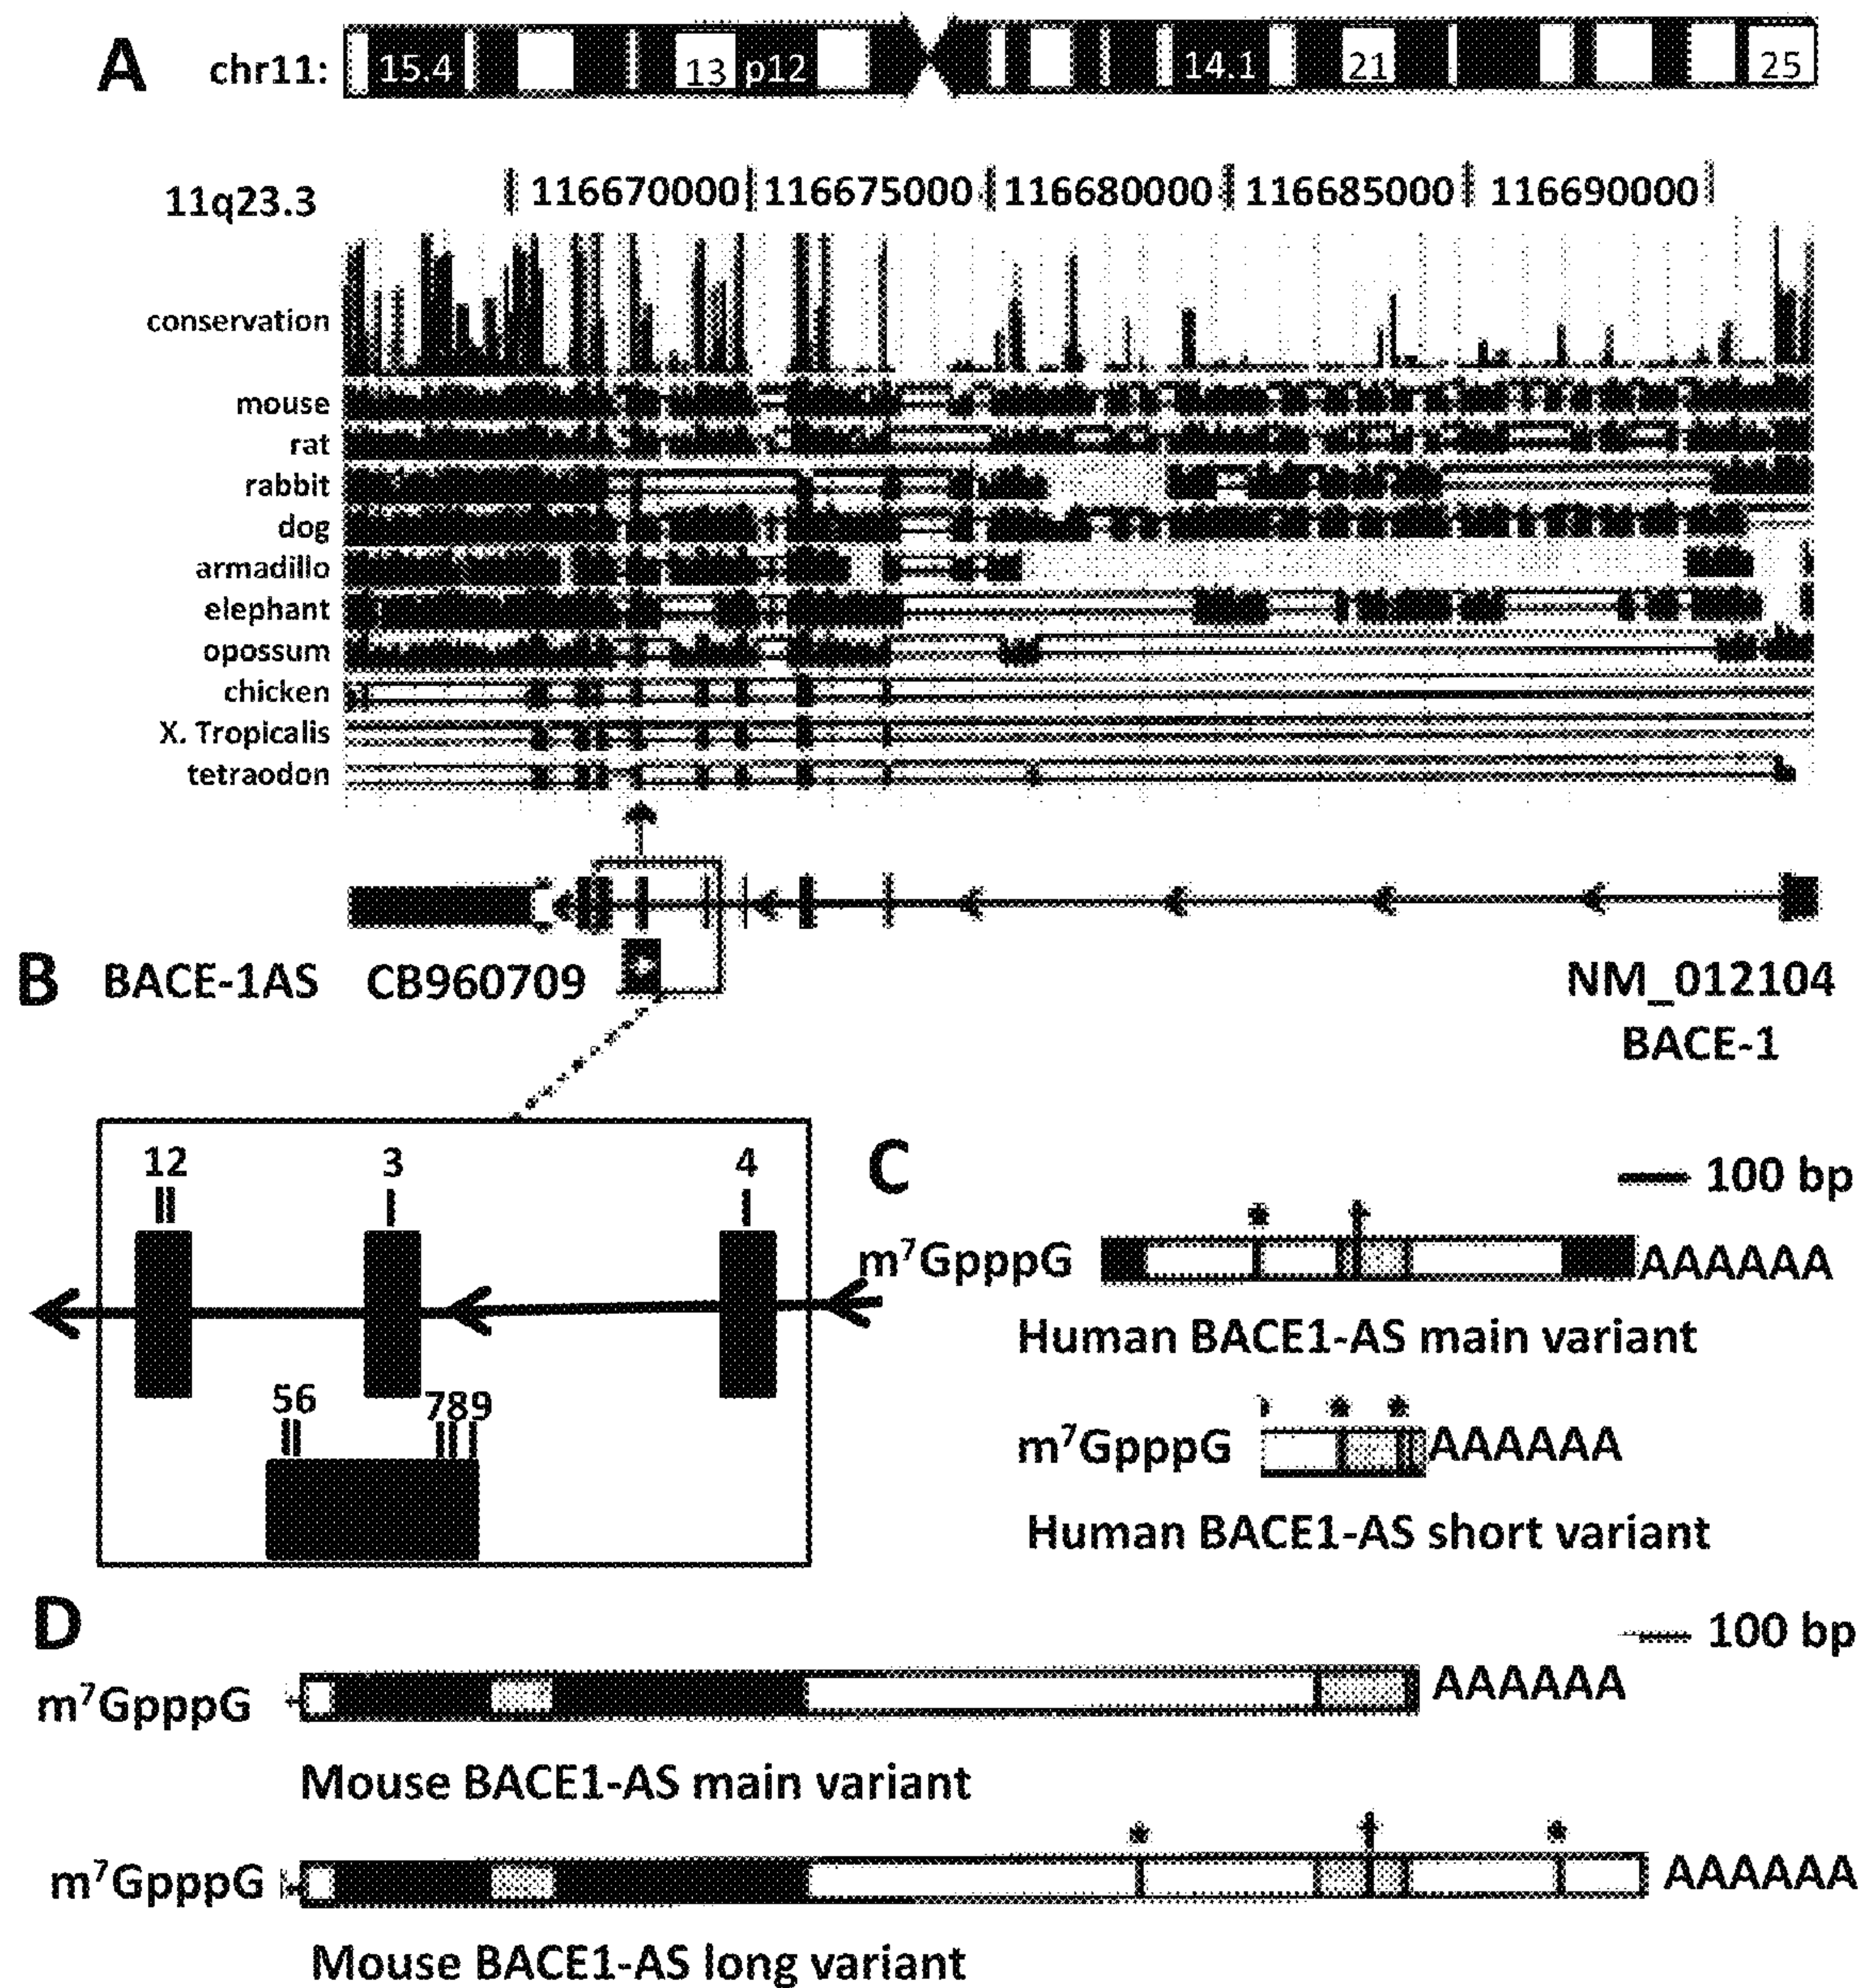 A
chr11: 15.4 13 p12 14.1 21 25
11q23.3 116670000 116675000 116680000 116685000 116690000
conservation
mouse
rat
rabbit
dog
armadillo
elephant
opossum
chicken
X. Tropicalis
tetraodon
B BACE-1AS CB960709 NM_012104
BACE-1
12 3 4
56 789
C
100 bp
m⁷GpppG AAAAAA
Human BACE1-AS main variant
m⁷GpppG AAAAAA
Human BACE1-AS short variant
D
100 bp
m⁷GpppG AAAAAA
Mouse BACE1-AS main variant
m⁷GpppG AAAAAA
Mouse BACE1-AS long variant